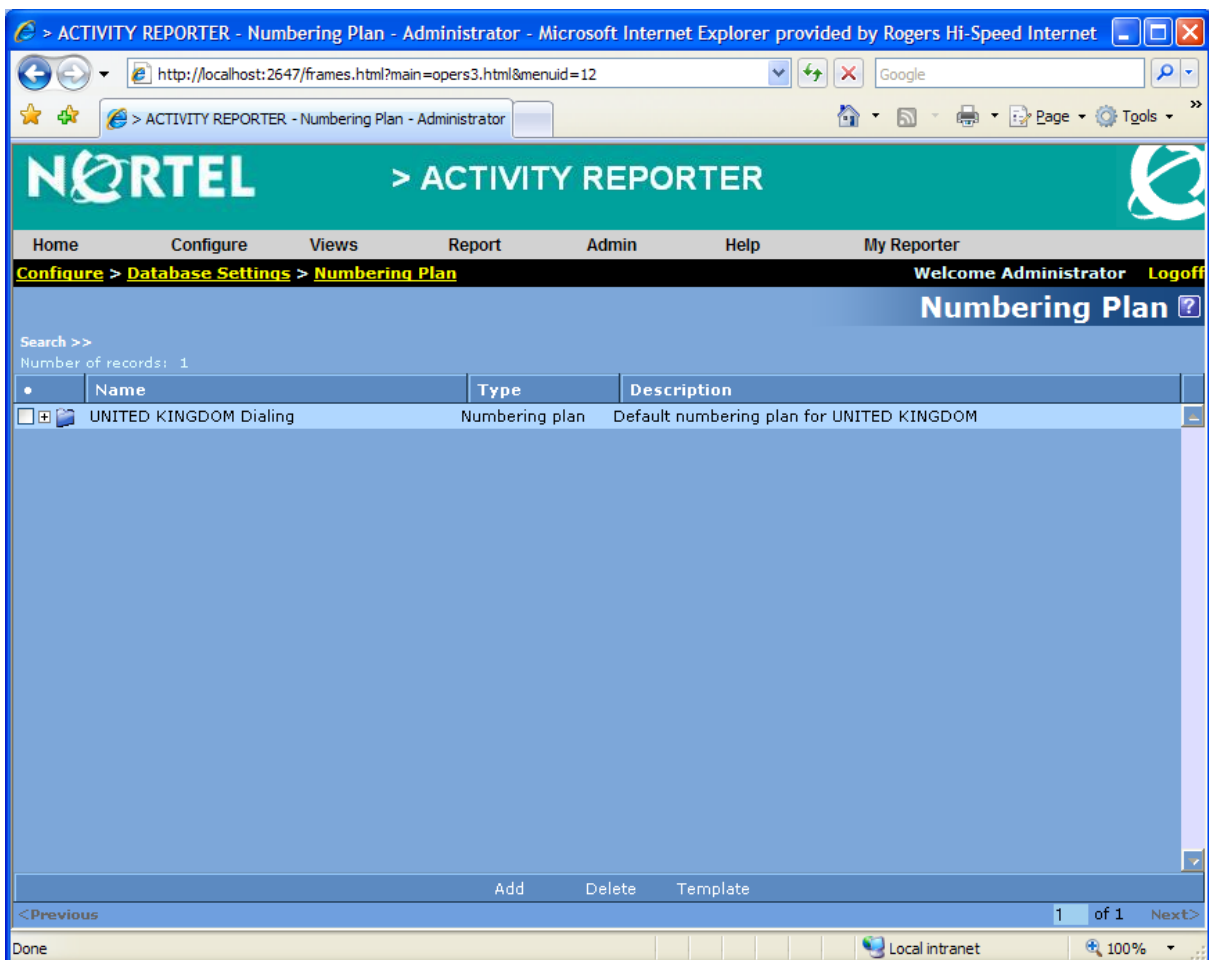 > ACTIVITY REPORTER - Numbering Plan - Administrator - Microsoft Internet Explorer provided by Rogers Hi-Speed Internet
http://localhost:2647/frames.html?main=opers3.html&menuid=12
Google
> ACTIVITY REPORTER - Numbering Plan - Administrator
Page
Tools
»
NORTEL > ACTIVITY REPORTER
Home Configure Views Report Admin Help My Reporter
Configure > Database Settings > Numbering Plan Welcome Administrator Logoff
Numbering Plan ?
Search >>
Number of records: 1
Name Type Description
UNITED KINGDOM Dialing Numbering plan Default numbering plan for UNITED KINGDOM
Add Delete Template
<Previous 1 of 1 Next>
Done Local intranet 100%